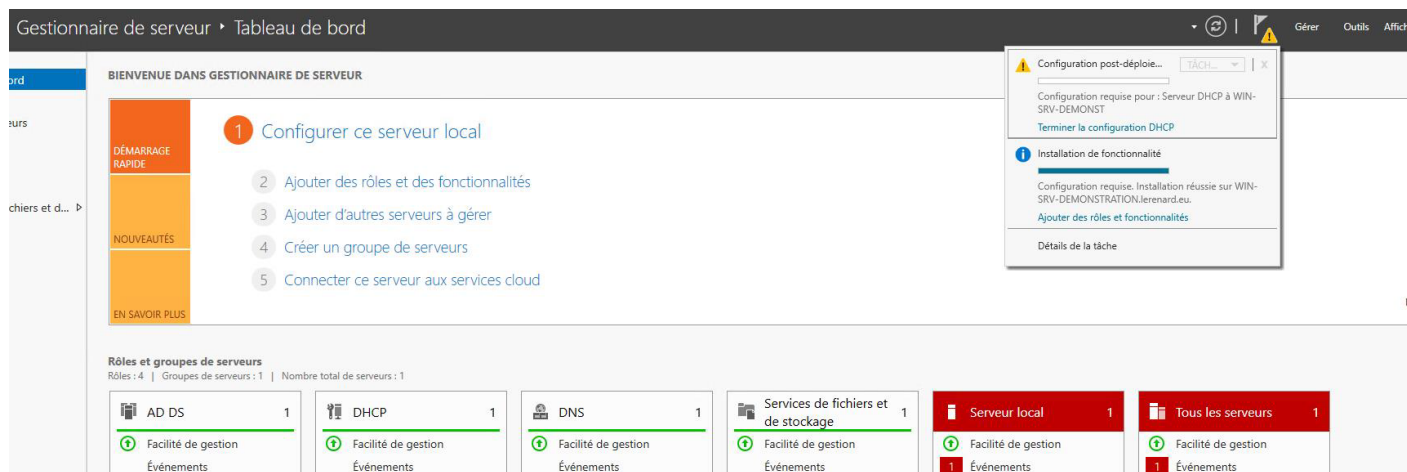 Gestionnaire de serveur ‣ Tableau de bord
Gérer Outils Affich
ord
eurs
chiers et d...
BIENVENUE DANS GESTIONNAIRE DE SERVEUR
DÉMARRAGE
RAPIDE
NOUVEAUTÉS
EN SAVOIR PLUS
1 Configurer ce serveur local
2 Ajouter des rôles et des fonctionnalités
3 Ajouter d'autres serveurs à gérer
4 Créer un groupe de serveurs
5 Connecter ce serveur aux services cloud
Configuration post-déploie... TÂCH... X
Configuration requise pour : Serveur DHCP à WIN-
SRV-DEMONST
Terminer la configuration DHCP
Installation de fonctionnalité
Configuration requise. Installation réussie sur WIN-
SRV-DEMONSTRATION.lerenard.eu.
Ajouter des rôles et fonctionnalités
Détails de la tâche
Rôles et groupes de serveurs
Rôles : 4 | Groupes de serveurs : 1 | Nombre total de serveurs : 1
AD DS 1
Facilité de gestion
Événements
DHCP 1
Facilité de gestion
Événements
DNS 1
Facilité de gestion
Événements
Services de fichiers et
de stockage 1
Facilité de gestion
Événements
Serveur local 1
Facilité de gestion
1 Événements
Tous les serveurs 1
Facilité de gestion
1 Événements